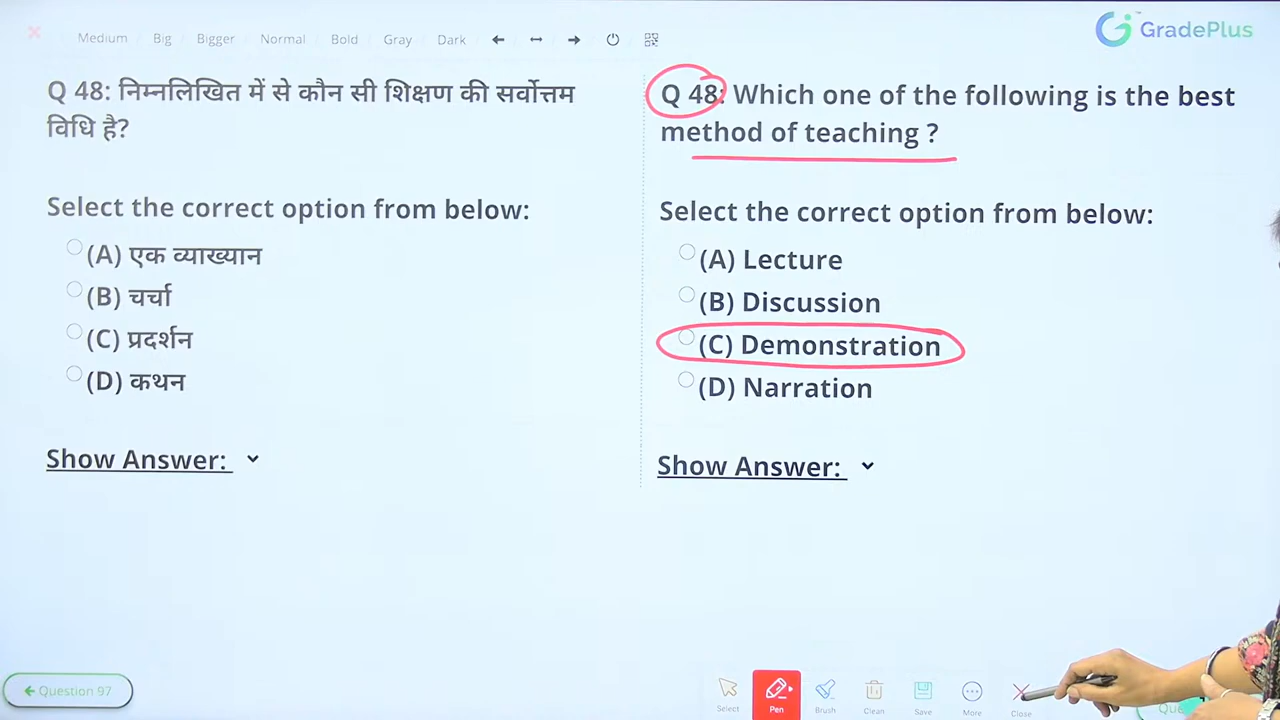 Medium Big Bigger Normal Bold Gray Dark
GradePlus
Q 48: निम्नलिखित में से कौन सी शिक्षण की सर्वोत्तम
विधि है?
Select the correct option from below:
(A) एक व्याख्यान
(B) चर्चा
(C) प्रदर्शन
(D) कथन
Show Answer:
Q 48: Which one of the following is the best
method of teaching ?
Select the correct option from below:
(A) Lecture
(B) Discussion
(C) Demonstration
(D) Narration
Show Answer:
Question 97
Select Pen Brush Clean Save More Close